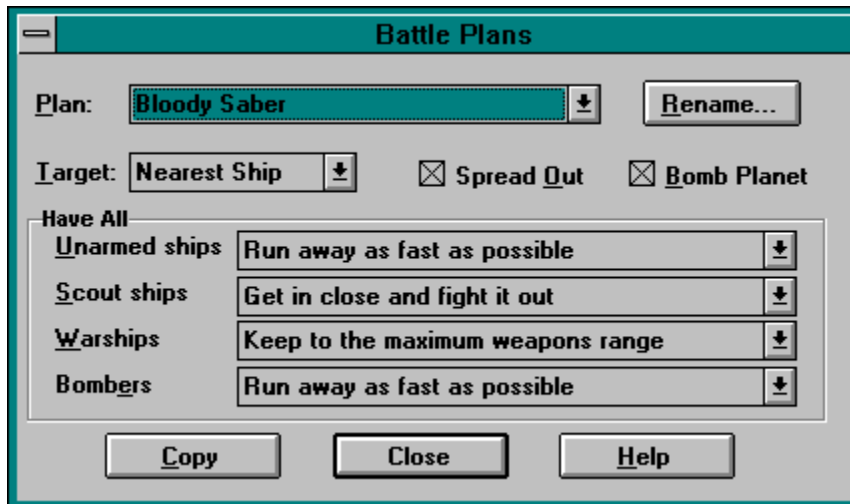 Battle Plans
Plan: Bloody Saber Rename...
Target: Nearest Ship Spread Out Bomb Planet
Have All
Unarmed ships Run away as fast as possible
Scout ships Get in close and fight it out
Warships Keep to the maximum weapons range
Bombers Run away as fast as possible
Copy Close Help